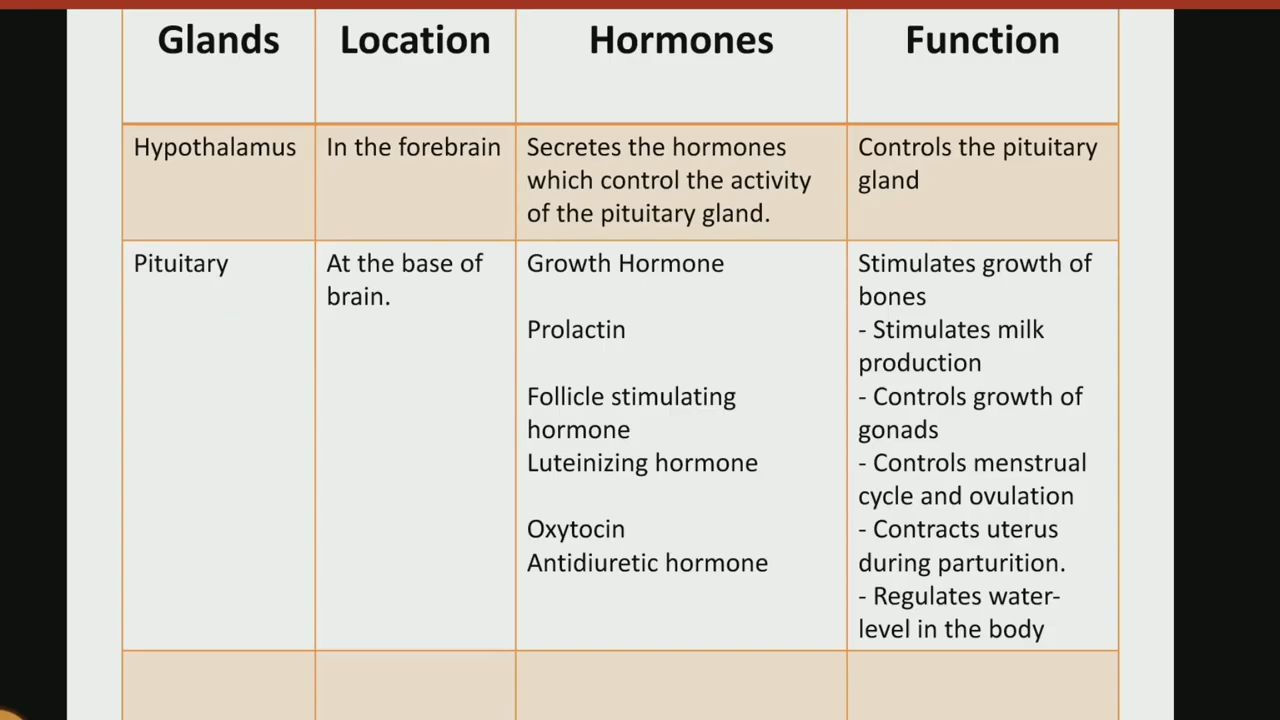 Glands Location Hormones Function
Hypothalamus
In the forebrain
Secretes the hormones
which control the activity
of the pituitary gland.
Controls the pituitary
gland
Pituitary
At the base of
brain.
Growth Hormone
Prolactin
Follicle stimulating
hormone
Luteinizing hormone
Oxytocin
Antidiuretic hormone
Stimulates growth of
bones
- Stimulates milk
production
- Controls growth of
gonads
- Controls menstrual
cycle and ovulation
- Contracts uterus
during parturition.
- Regulates water-
level in the body